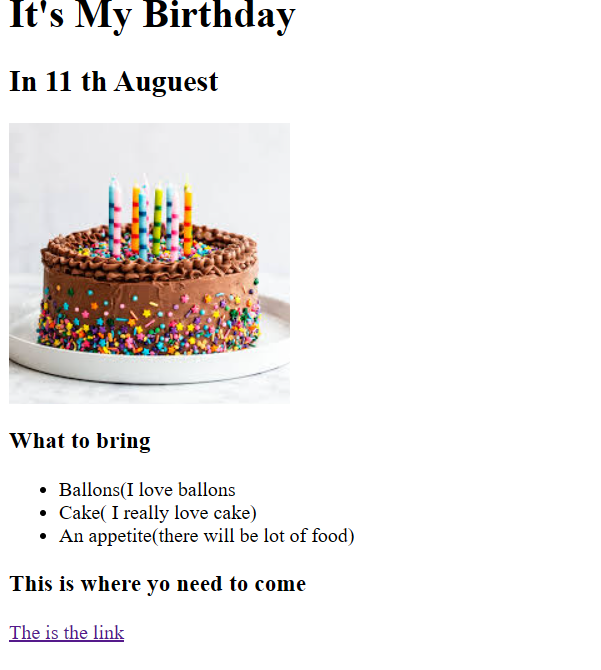 It's My Birthday
In 11 th Auguest
What to bring
Ballons(I love ballons
Cake( I really love cake)
An appetite(there will be lot of food)
This is where yo need to come
The is the link